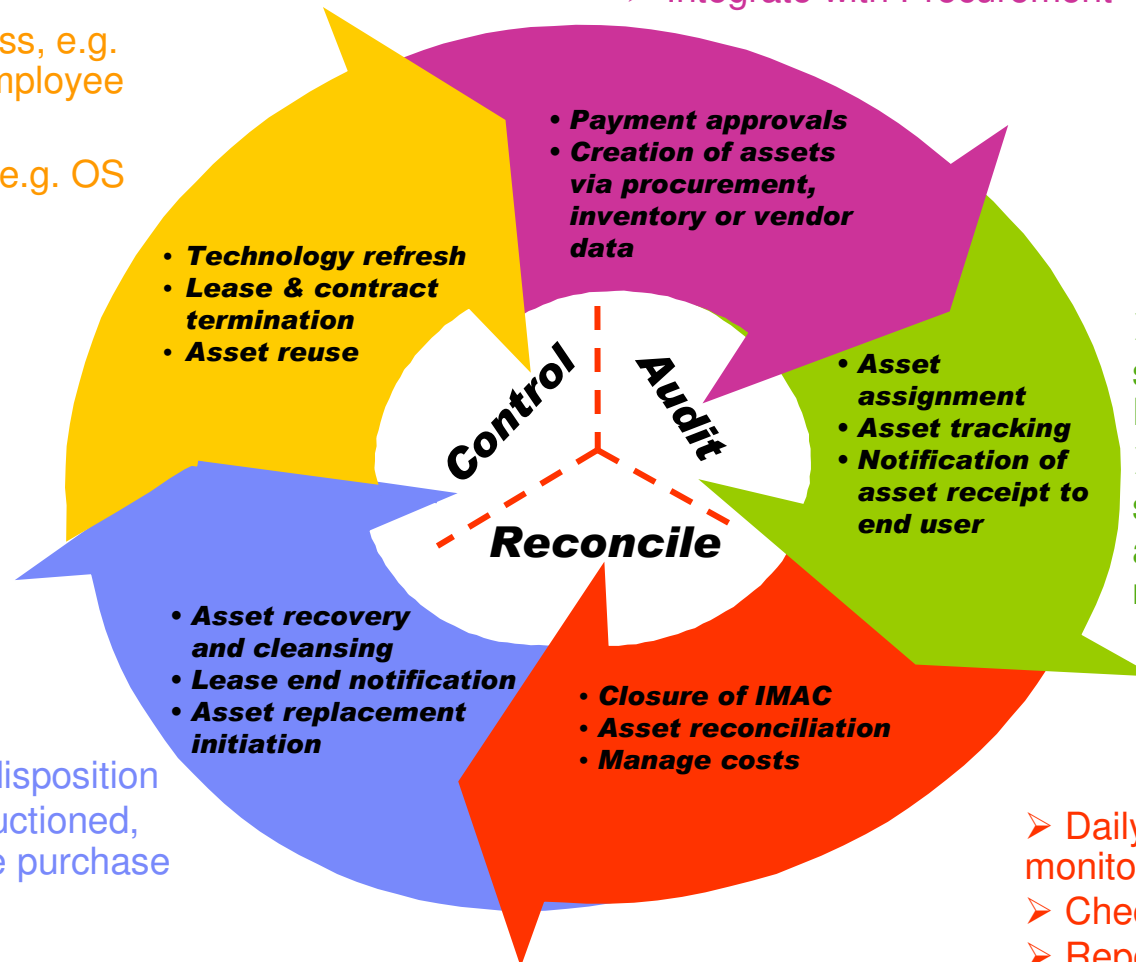 Integrate with Procurement
ss, e.g.
mployee
e.g. OS
• Payment approvals
• Creation of assets
via procurement,
inventory or vendor
data
• Technology refresh
• Lease & contract
termination
• Asset reuse
• Asset
assignment
• Asset tracking
• Notification of
asset receipt to
end user
Control
Audit
Reconcile
• Asset recovery
and cleansing
• Lease end notification
• Asset replacement
initiation
• Closure of IMAC
• Asset reconciliation
• Manage costs
disposition
uctioned,
e purchase
➢ Daily
monito
➢ Chec
➢ Repo